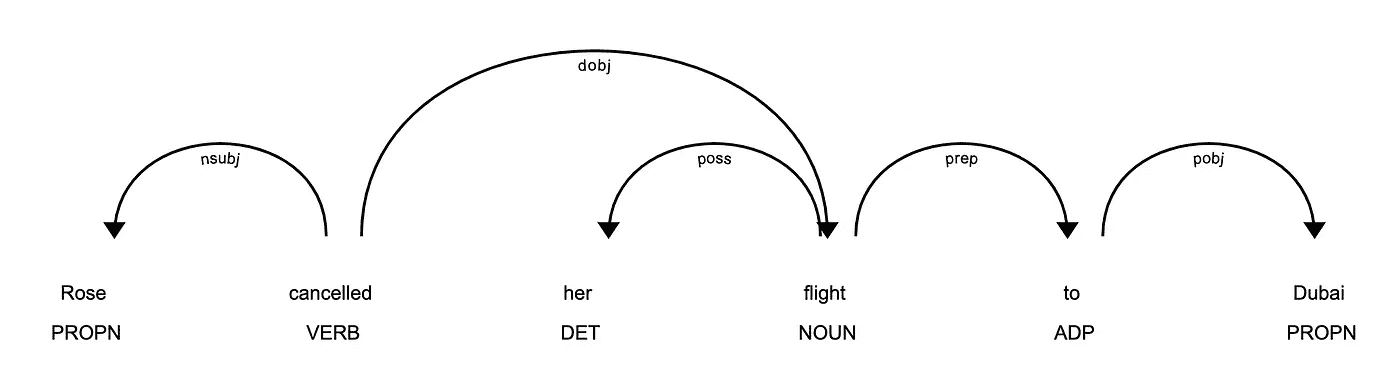 dobj
nsubj poss prep pobj
Rose cancelled her flight to Dubai
PROPN VERB DET NOUN ADP PROPN